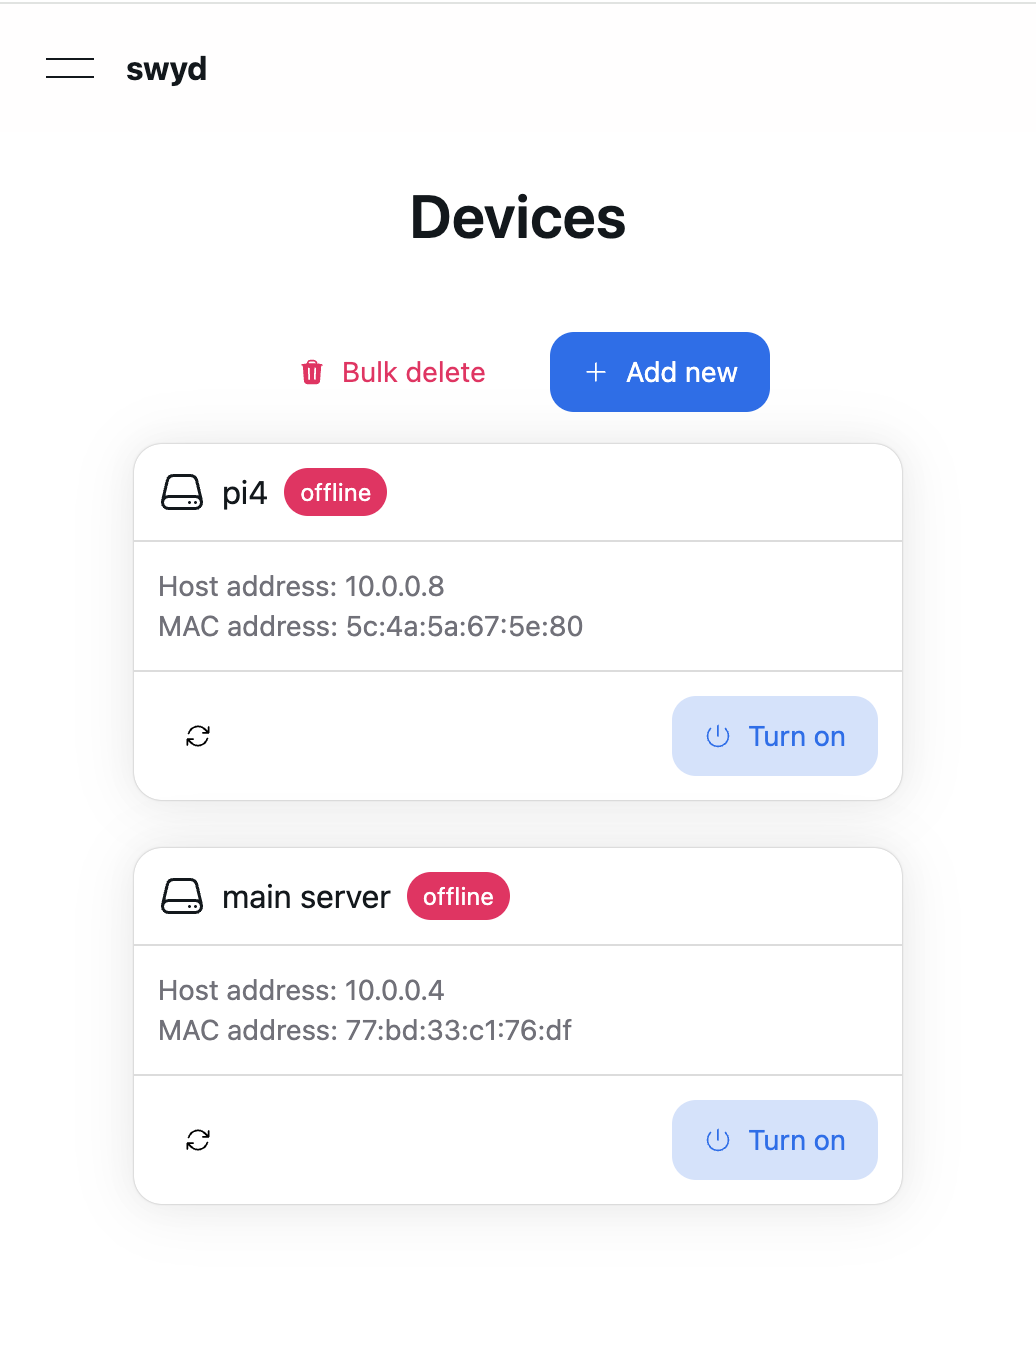 swyd
Devices
Bulk delete
Add new
pi4 offline
Host address: 10.0.0.8
MAC address: 5c:4a:5a:67:5e:80
Turn on
main server offline
Host address: 10.0.0.4
MAC address: 77:bd:33:c1:76:df
Turn on